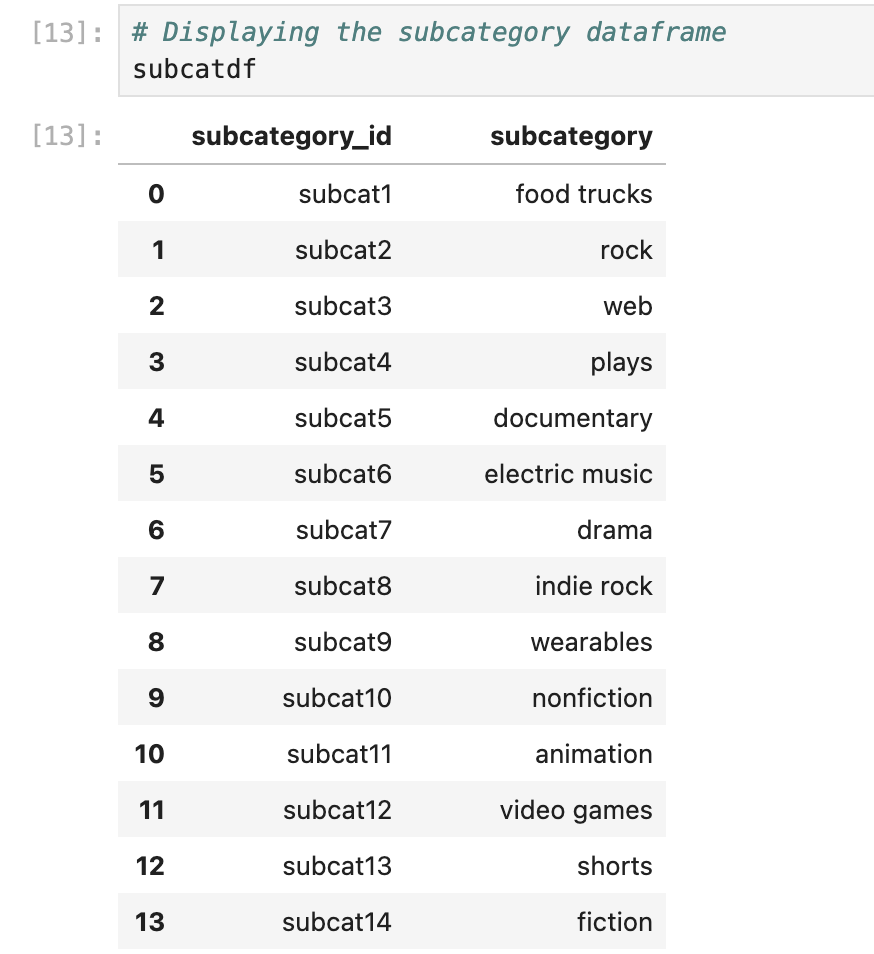 [13]: # Displaying the subcategory dataframe
subcatdf
[13]: subcategory_id subcategory
0 subcat1 food trucks
1 subcat2 rock
2 subcat3 web
3 subcat4 plays
4 subcat5 documentary
5 subcat6 electric music
6 subcat7 drama
7 subcat8 indie rock
8 subcat9 wearables
9 subcat10 nonfiction
10 subcat11 animation
11 subcat12 video games
12 subcat13 shorts
13 subcat14 fiction